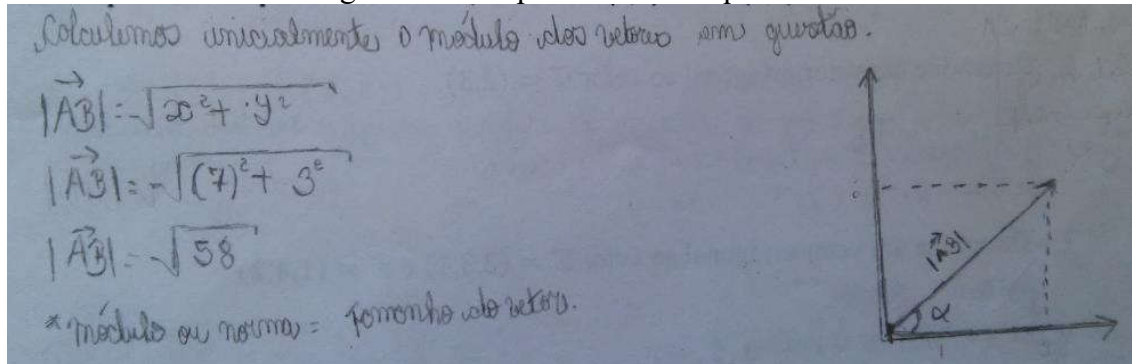 Calculemos inicialmente o módulo dos vetores em questão.
|AB|=√x²+·y²
|AB|=√(7)²+3²
|AB|=√58
*módulo ou norma = tamanho do vetor.
|AB|
α